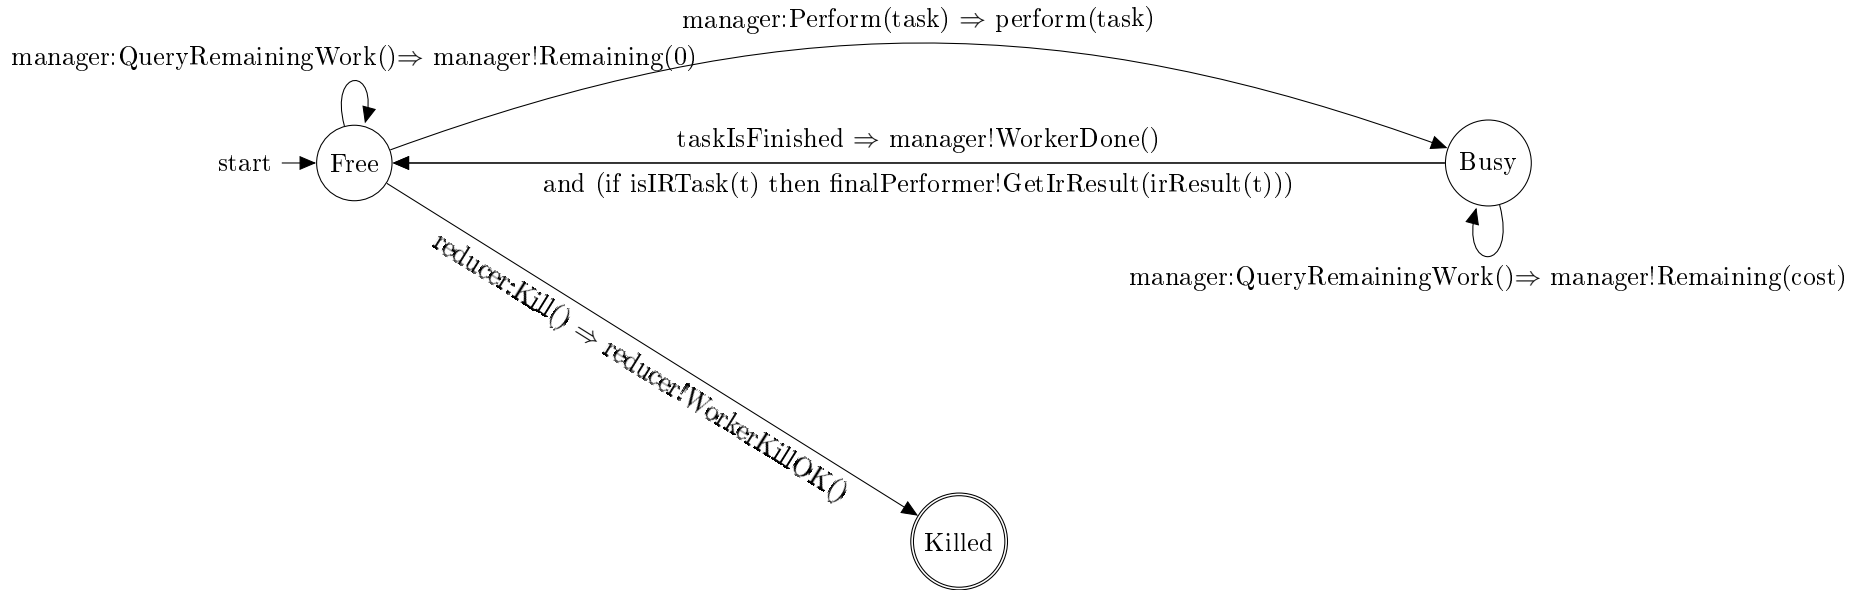 manager:Perform(task) ⇒ perform(task)
manager:QueryRemainingWork()⇒ manager!Remaining(0)
taskIsFinished ⇒ manager!WorkerDone()
start
Free
Busy
and (if isIRTask(t) then finalPerformer!GetIrResult(irResult(t)))
manager:QueryRemainingWork()⇒ manager!Remaining(cost)
reducer:Kill() ⇒ reducer!WorkerKillOK()
Killed